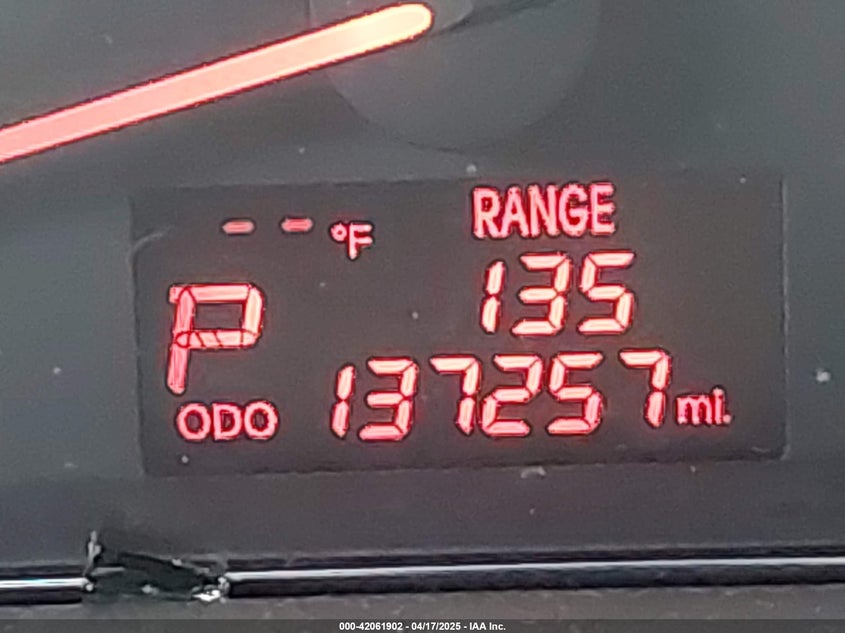 -- °F RANGE
135
P
ODO 137257 mi.
000-42061902 - 04/17/2025 - IAA Inc.